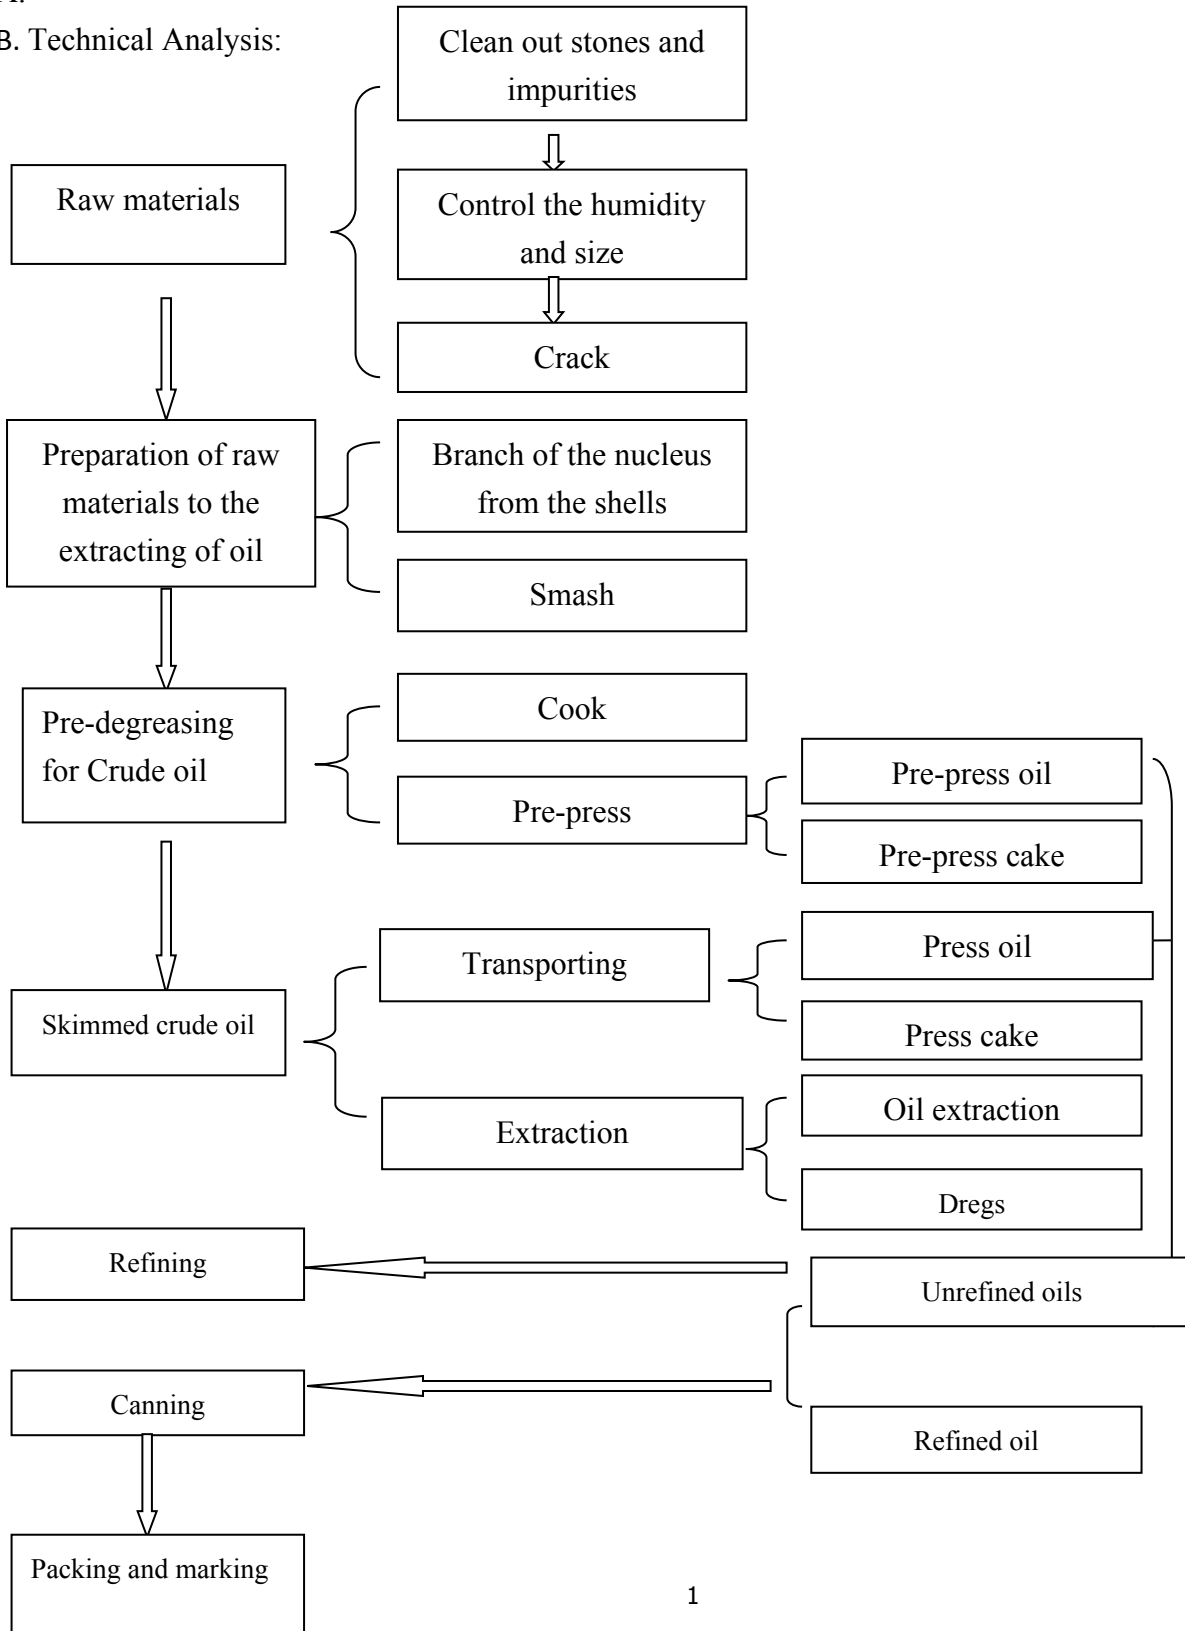 B. Technical Analysis:
Clean out stones and
impurities
Raw materials
Control the humidity
and size
Crack
Preparation of raw
materials to the
extracting of oil
Branch of the nucleus
from the shells
Smash
Pre-degreasing
for Crude oil
Cook
Pre-press
Pre-press oil
Pre-press cake
Skimmed crude oil
Transporting
Press oil
Press cake
Extraction
Oil extraction
Dregs
Refining
Unrefined oils
Canning
Refined oil
Packing and marking
1